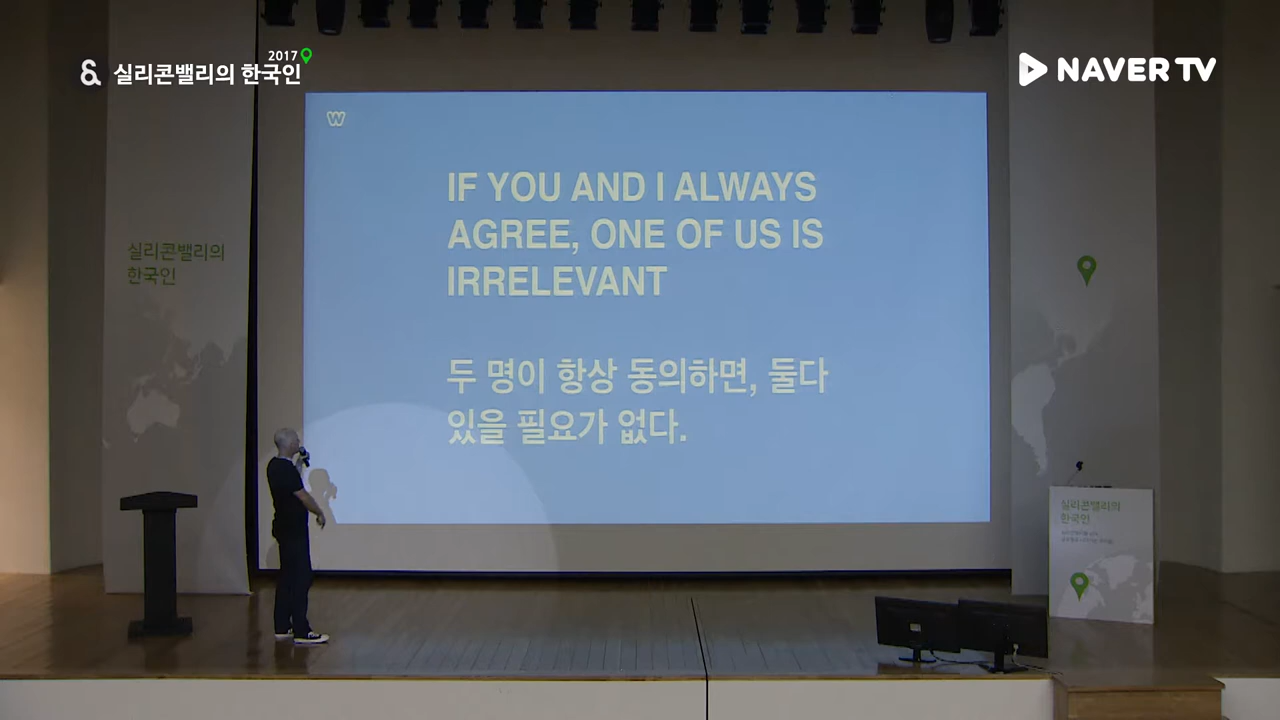 2017
& 실리콘밸리의 한국인
NAVER TV
W
IF YOU AND I ALWAYS
AGREE, ONE OF US IS
IRRELEVANT
두 명이 항상 동의하면, 둘다
있을 필요가 없다.
실리콘밸리의
한국인
실리콘밸리의
한국인